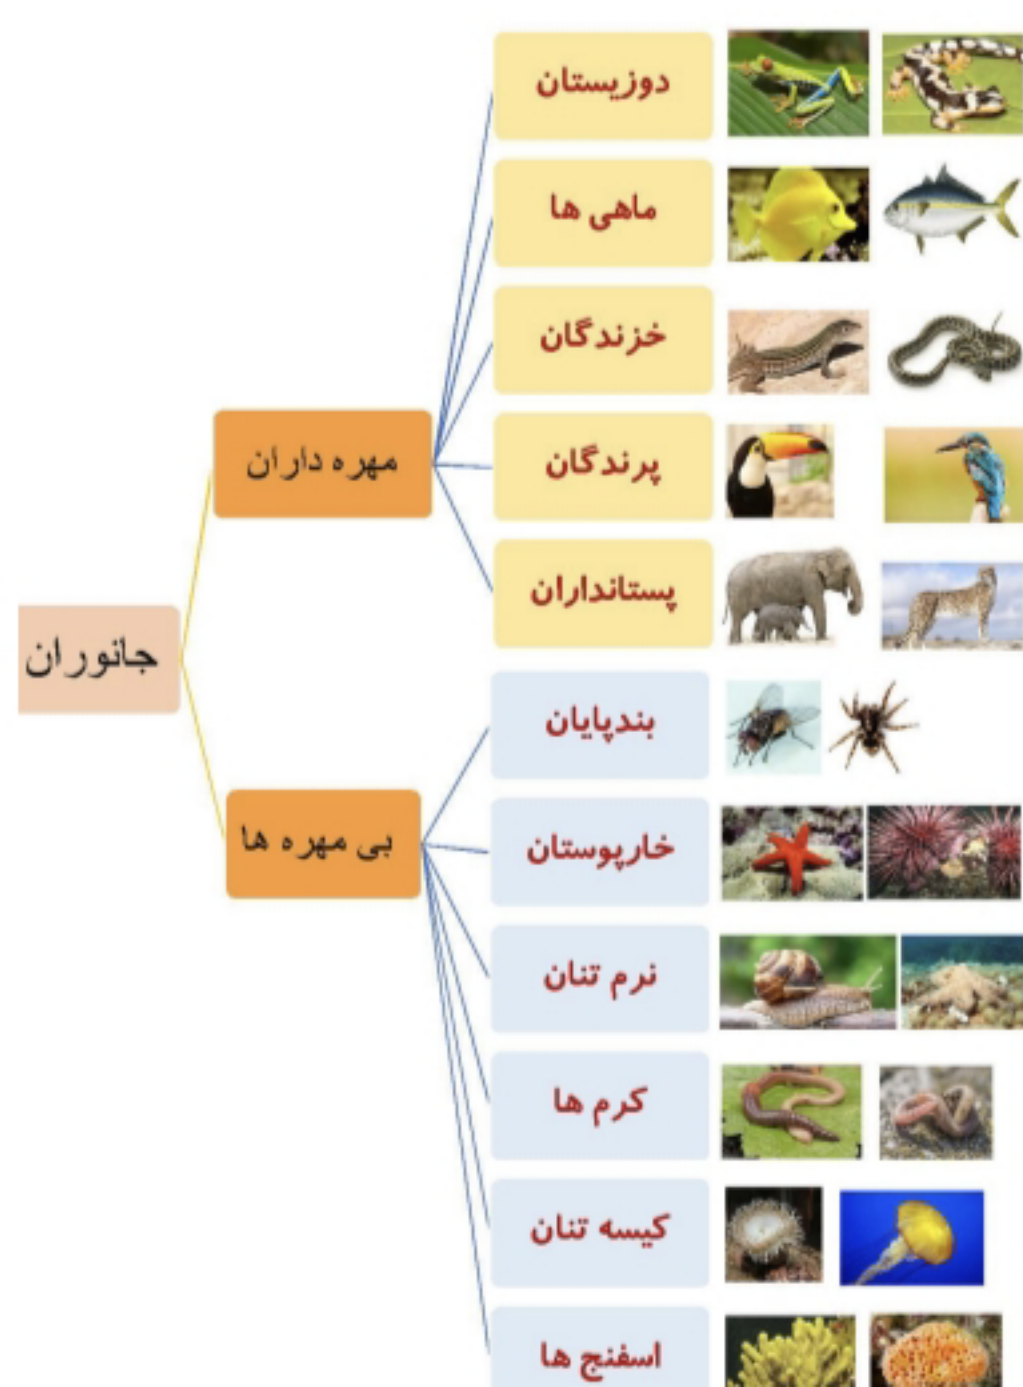 جانوران
مهره داران
دوزیستان
ماهی ها
خزندگان
پرندگان
پستانداران
بی مهره ها
بندپایان
خارپوستان
نرم تنان
کرم ها
کیسه تنان
اسفنج ها